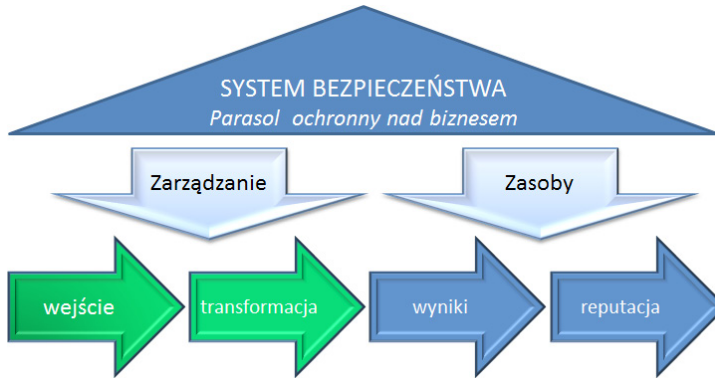 SYSTEM BEZPIECZEŃSTWA
Parasol ochronny nad biznesem
Zarządzanie
Zasoby
wejście
transformacja
wyniki
reputacja